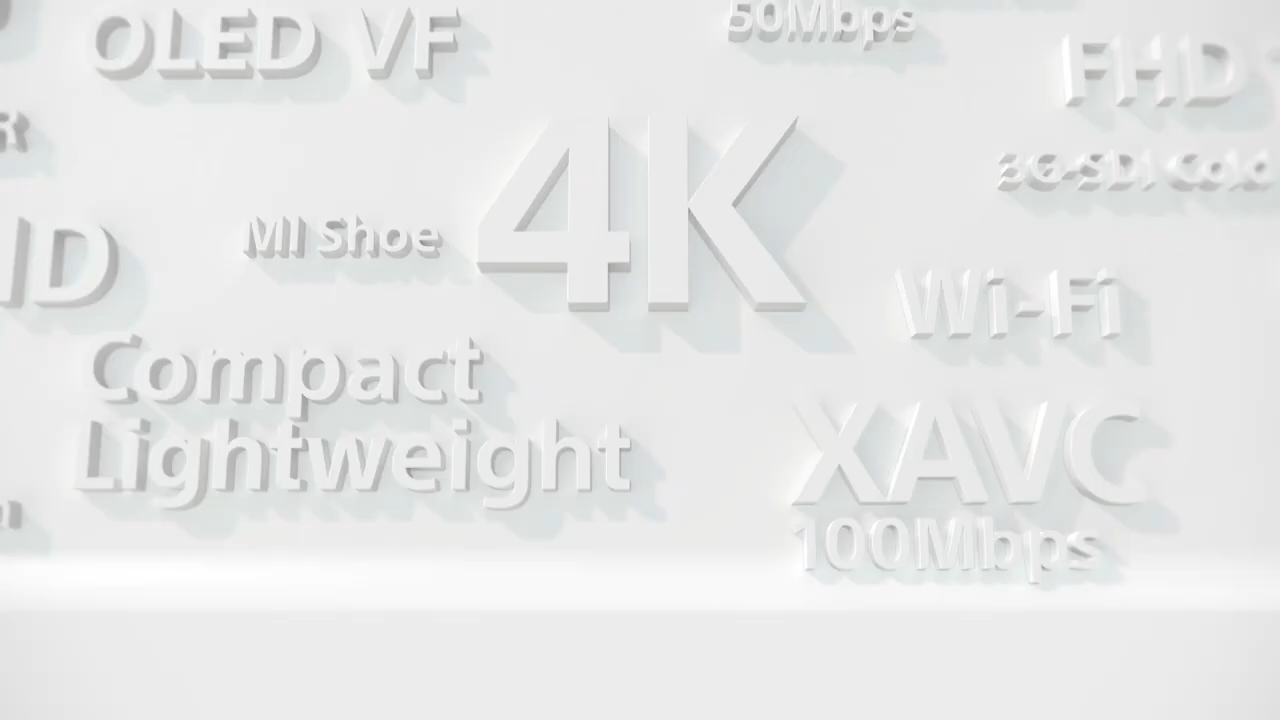 OLED VF
50Mbps
FHD
3G-SDI
MI Shoe
4K
Wi-Fi
Compact
Lightweight
XAVC
100Mbps